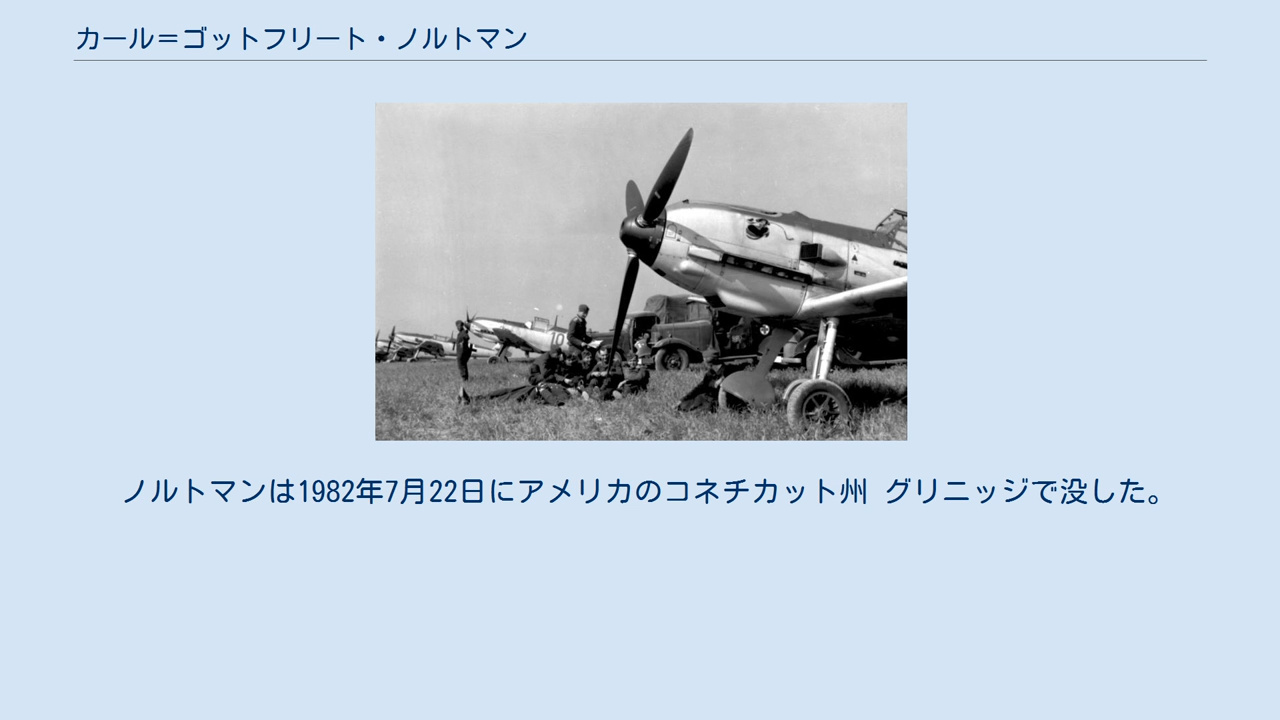 カール＝ゴットフリート・ノルトマン
10
ノルトマンは1982年7月22日にアメリカのコネチカット州 グリニッジで没した。